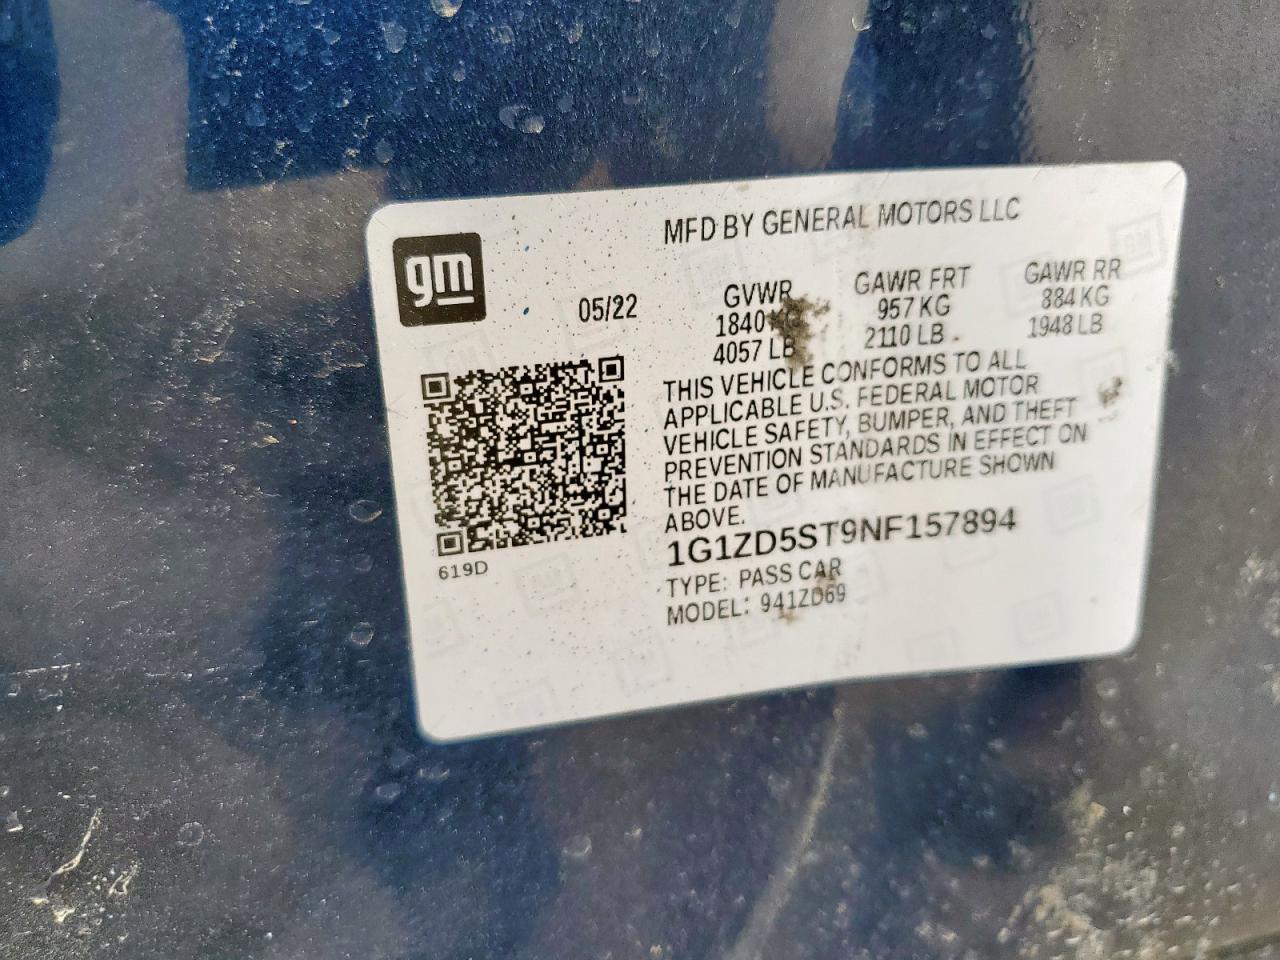 MFD BY GENERAL MOTORS LLC
gm
05/22
GVWR GAWR FRT GAWR RR
1840 KG 957 KG 884 KG
4057 LB 2110 LB 1948 LB
THIS VEHICLE CONFORMS TO ALL
APPLICABLE U.S. FEDERAL MOTOR
VEHICLE SAFETY, BUMPER, AND THEFT
PREVENTION STANDARDS IN EFFECT ON
THE DATE OF MANUFACTURE SHOWN
ABOVE.
1G1ZD5ST9NF157894
619D
TYPE: PASS CAR
MODEL: 941ZD69